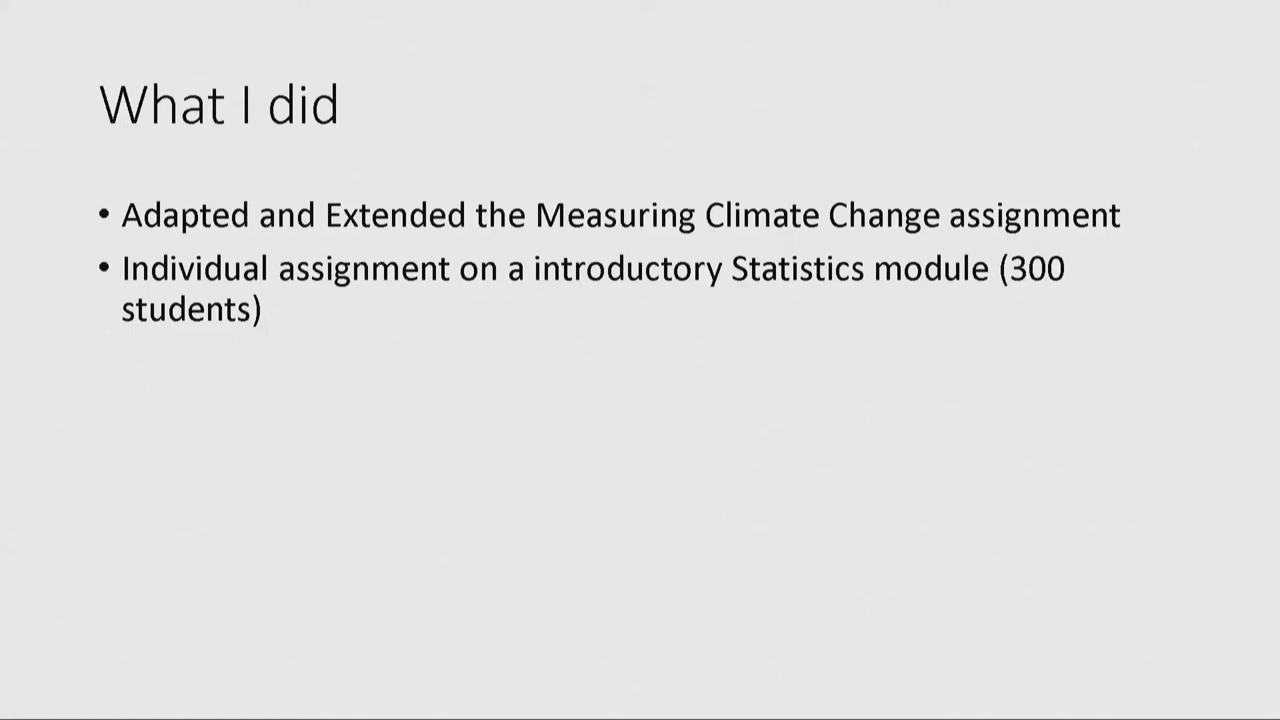 What I did
• Adapted and Extended the Measuring Climate Change assignment
• Individual assignment on a introductory Statistics module (300
students)